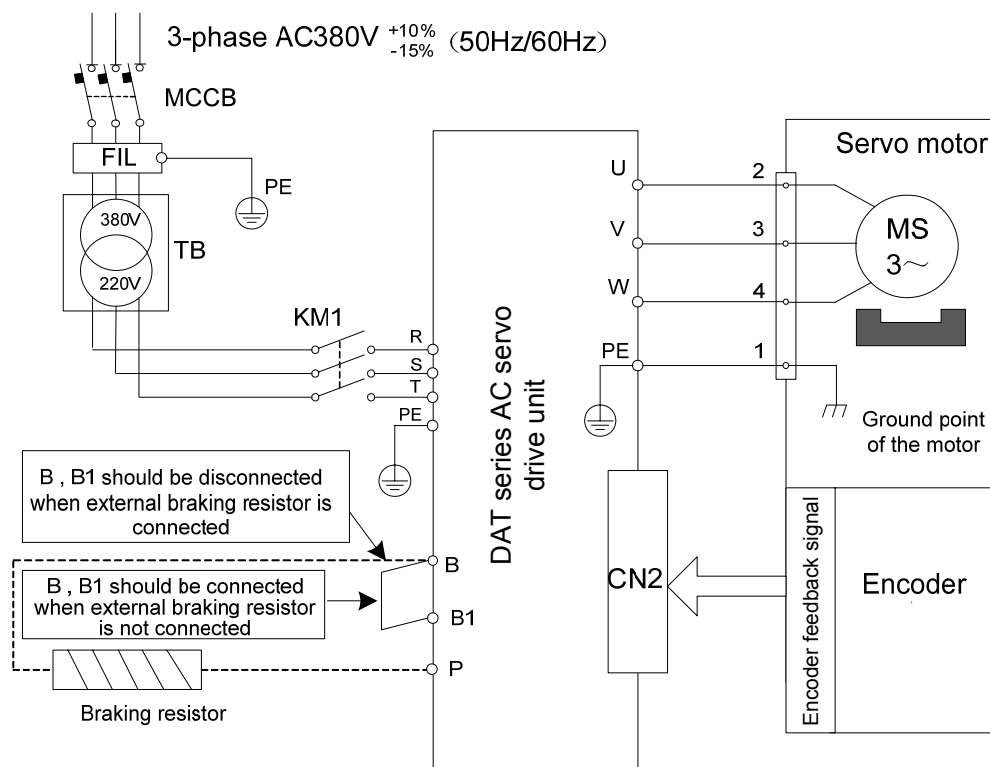 3-phase AC380V +10% -15% (50Hz/60Hz)
MCCB
FIL
PE
380V
220V
TB
KM1
R
S
T
PE
B , B1 should be disconnected
when external braking resistor is
connected
B , B1 should be connected
when external braking resistor
is not connected
B
B1
P
Braking resistor
DAT series AC servo
drive unit
U
V
W
PE
2
3
4
1
Servo motor
MS
3~
Ground point
of the motor
CN2
Encoder feedback signal
Encoder